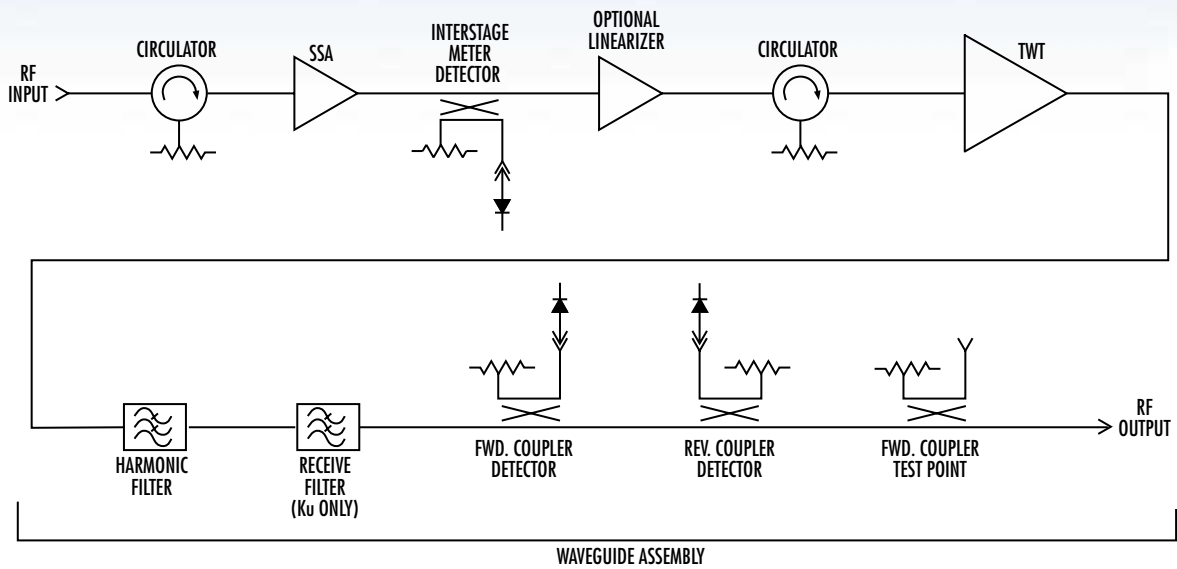 RF
INPUT
CIRCULATOR
SSA
INTERSTAGE
METER
DETECTOR
OPTIONAL
LINEARIZER
CIRCULATOR
TWT
HARMONIC
FILTER
RECEIVE
FILTER
(Ku ONLY)
FWD. COUPLER
DETECTOR
REV. COUPLER
DETECTOR
FWD. COUPLER
TEST POINT
RF
OUTPUT
WAVEGUIDE ASSEMBLY